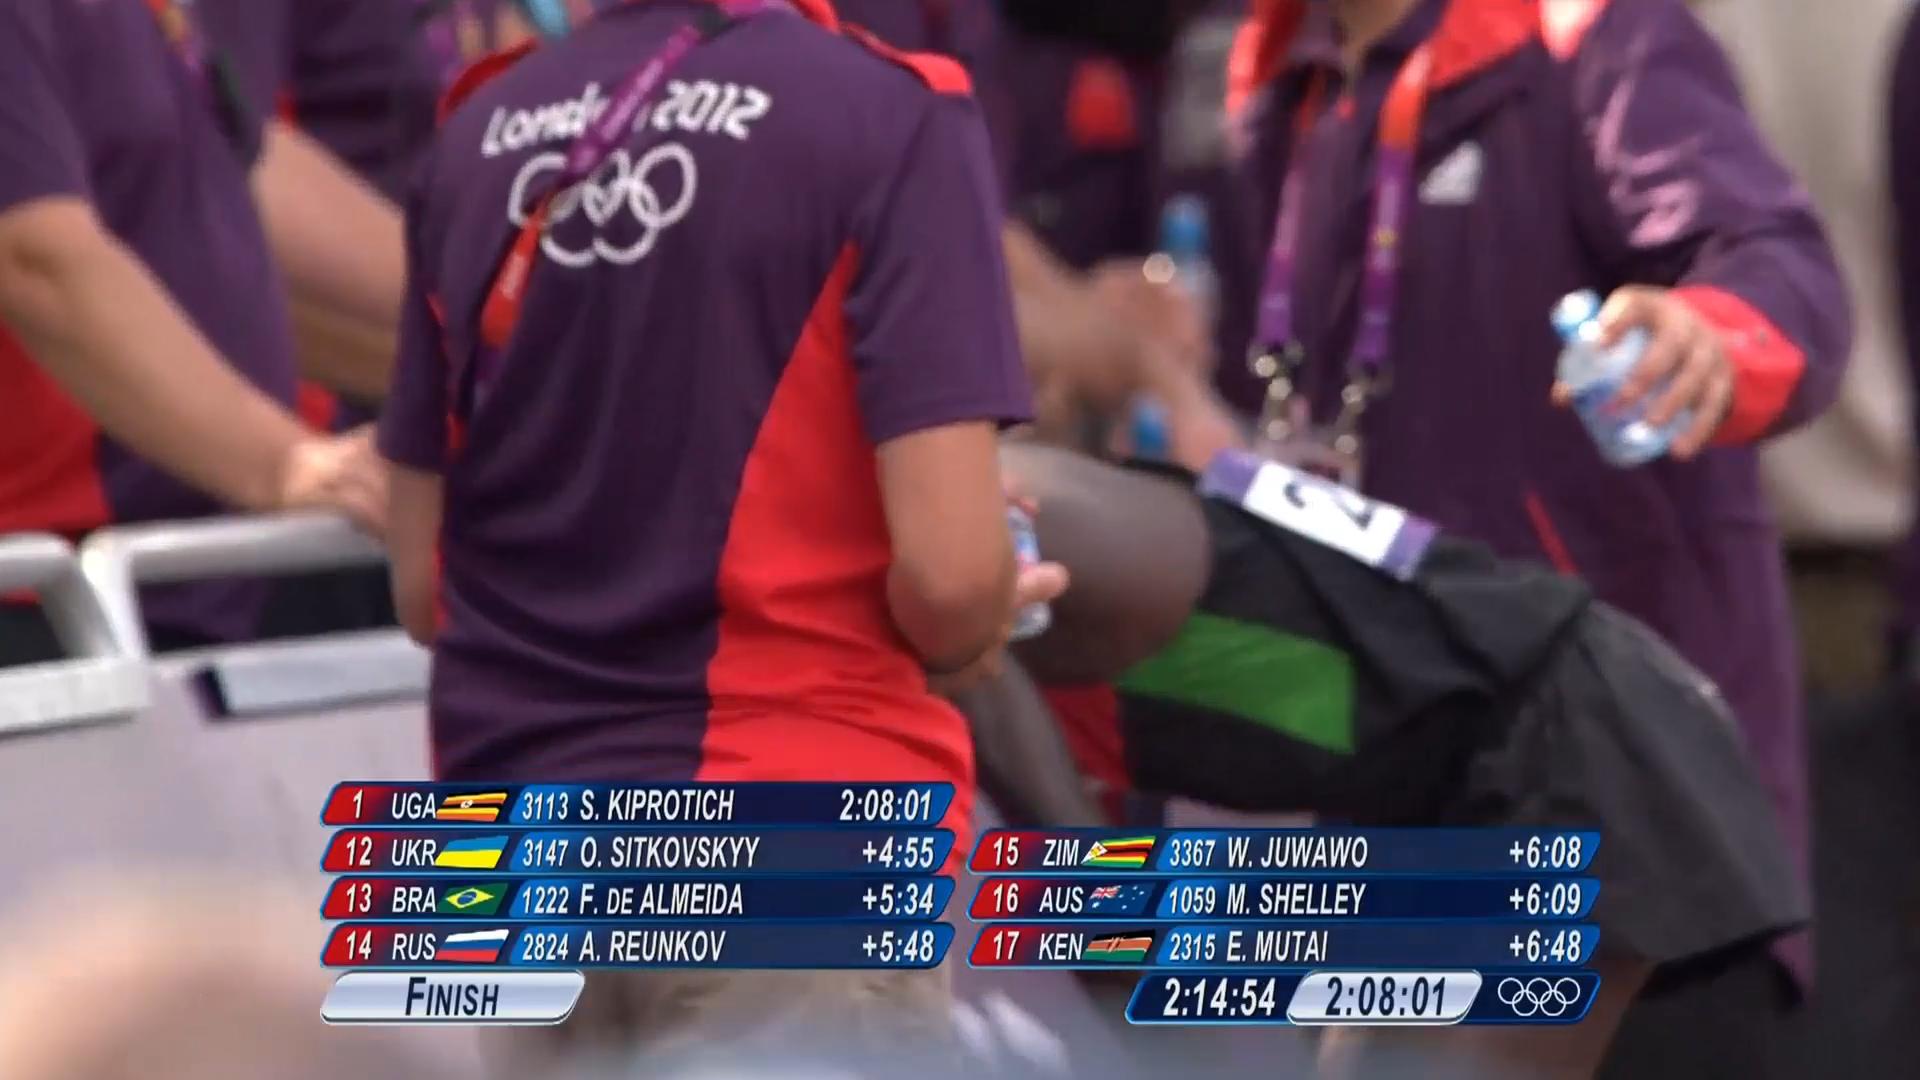 London 2012
2
1 UGA 3113 S. KIPROTICH 2:08:01
12 UKR 3147 O. SITKOVSKYY +4:55
13 BRA 1222 F. DE ALMEIDA +5:34
14 RUS 2824 A. REUNKOV +5:48
15 ZIM 3367 W. JUWAWO +6:08
16 AUS 1059 M. SHELLEY +6:09
17 KEN 2315 E. MUTAI +6:48
FINISH
2:14:54 2:08:01